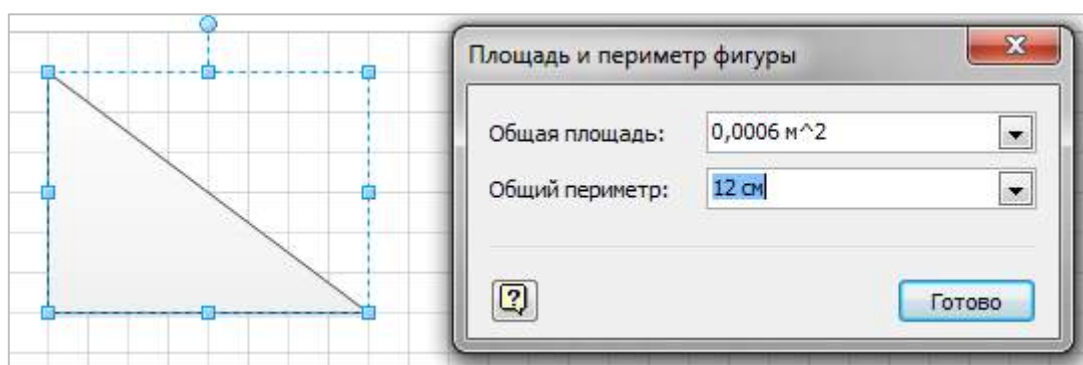 Площадь и периметр фигуры
Общая площадь: 0,0006 м^2
Общий периметр: 12 см
Готово